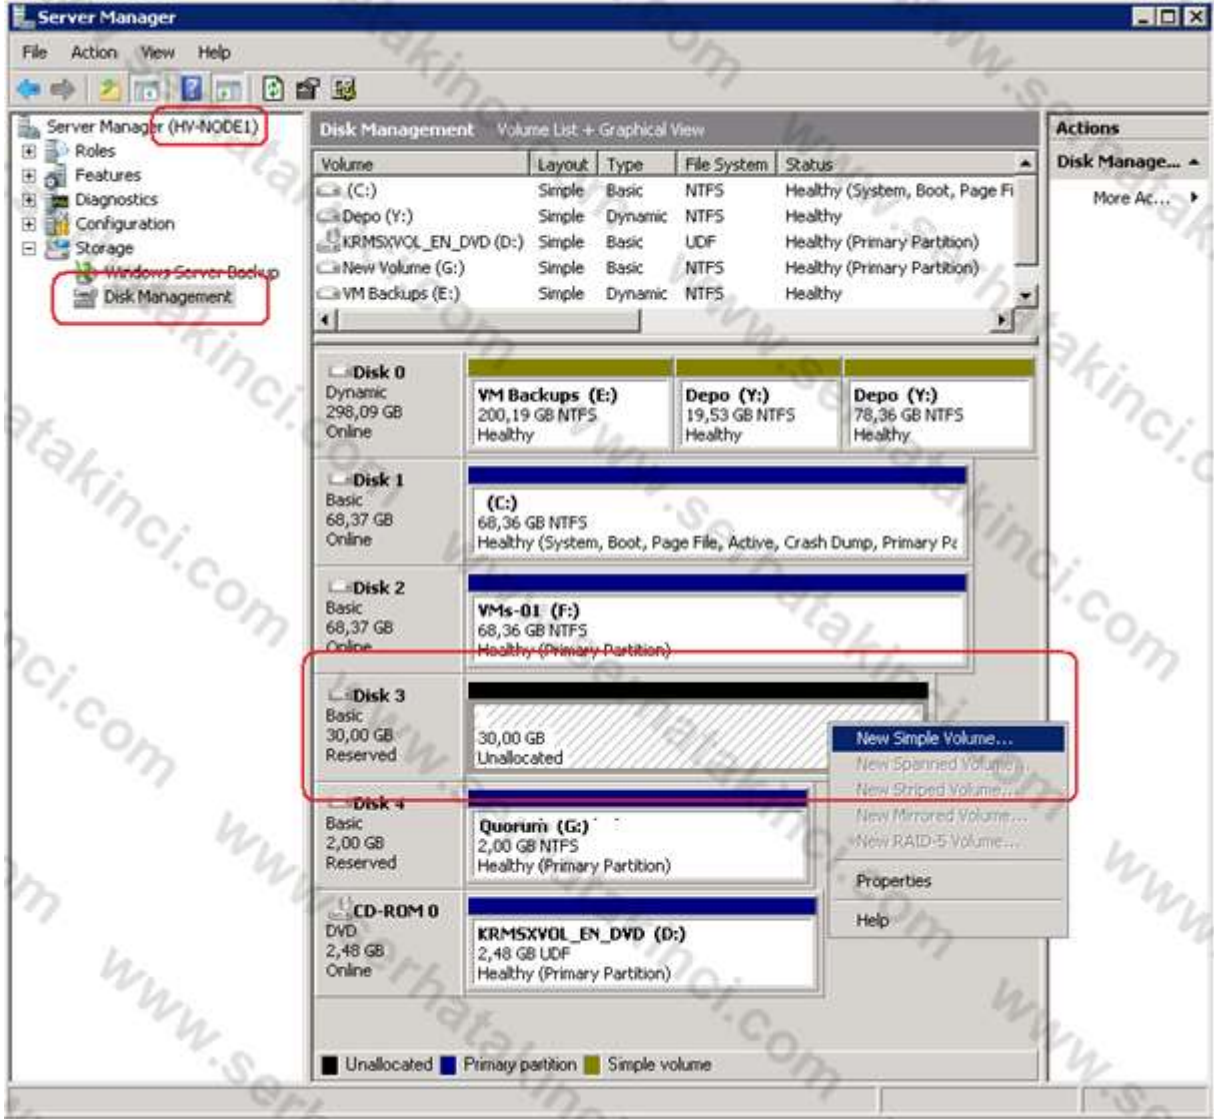 Server Manager
File Action View Help
Server Manager (HV-NODE1)
Roles
Features
Diagnostics
Configuration
Storage
Windows Server Backup
Disk Management
Disk Management Volume List + Graphical View
Volume Layout Type File System Status
(C:) Simple Basic NTFS Healthy (System, Boot, Page Fi
Depo (Y:) Simple Dynamic NTFS Healthy
KRMSXVOL_EN_DVD (D:) Simple Basic UDF Healthy (Primary Partition)
New Volume (G:) Simple Basic NTFS Healthy (Primary Partition)
VM Backups (E:) Simple Dynamic NTFS Healthy
Disk 0
Dynamic
298,09 GB
Online
VM Backups (E:)
200,19 GB NTFS
Healthy
Depo (Y:)
19,53 GB NTFS
Healthy
Depo (Y:)
78,36 GB NTFS
Healthy
Disk 1
Basic
68,37 GB
Online
(C:)
68,36 GB NTFS
Healthy (System, Boot, Page File, Active, Crash Dump, Primary Pa
Disk 2
Basic
68,37 GB
Online
VMs-01 (F:)
68,36 GB NTFS
Healthy (Primary Partition)
Disk 3
Basic
30,00 GB
Reserved
30,00 GB
Unallocated
New Simple Volume...
New Spanned Volume...
New Striped Volume...
New Mirrored Volume...
New RAID-5 Volume...
Properties
Help
Disk 4
Basic
2,00 GB
Reserved
Quorum (G:)
2,00 GB NTFS
Healthy (Primary Partition)
CD-ROM 0
DVD
2,48 GB
Online
KRMSXVOL_EN_DVD (D:)
2,48 GB UDF
Healthy (Primary Partition)
Unallocated Primary partition Simple volume
Actions
Disk Manage...
More Ac...
www.serhatakinci.com